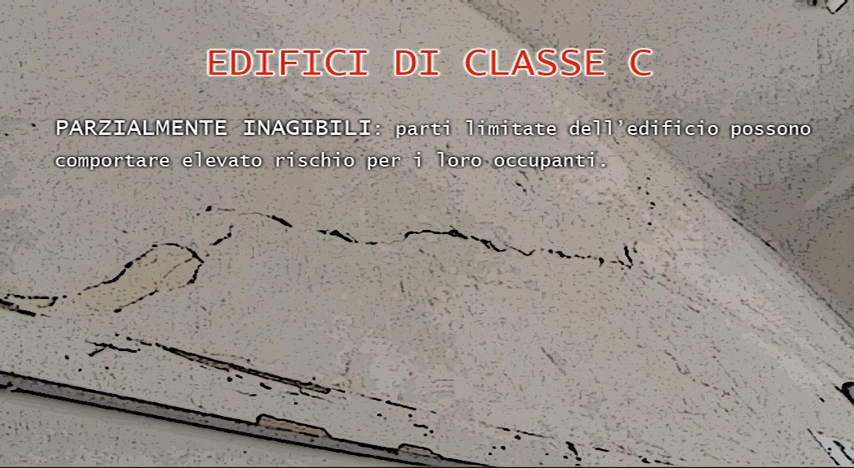 EDIFICI DI CLASSE C
PARZIALMENTE INAGIBILI: parti limitate dell’edificio possono
comportare elevato rischio per i loro occupanti.